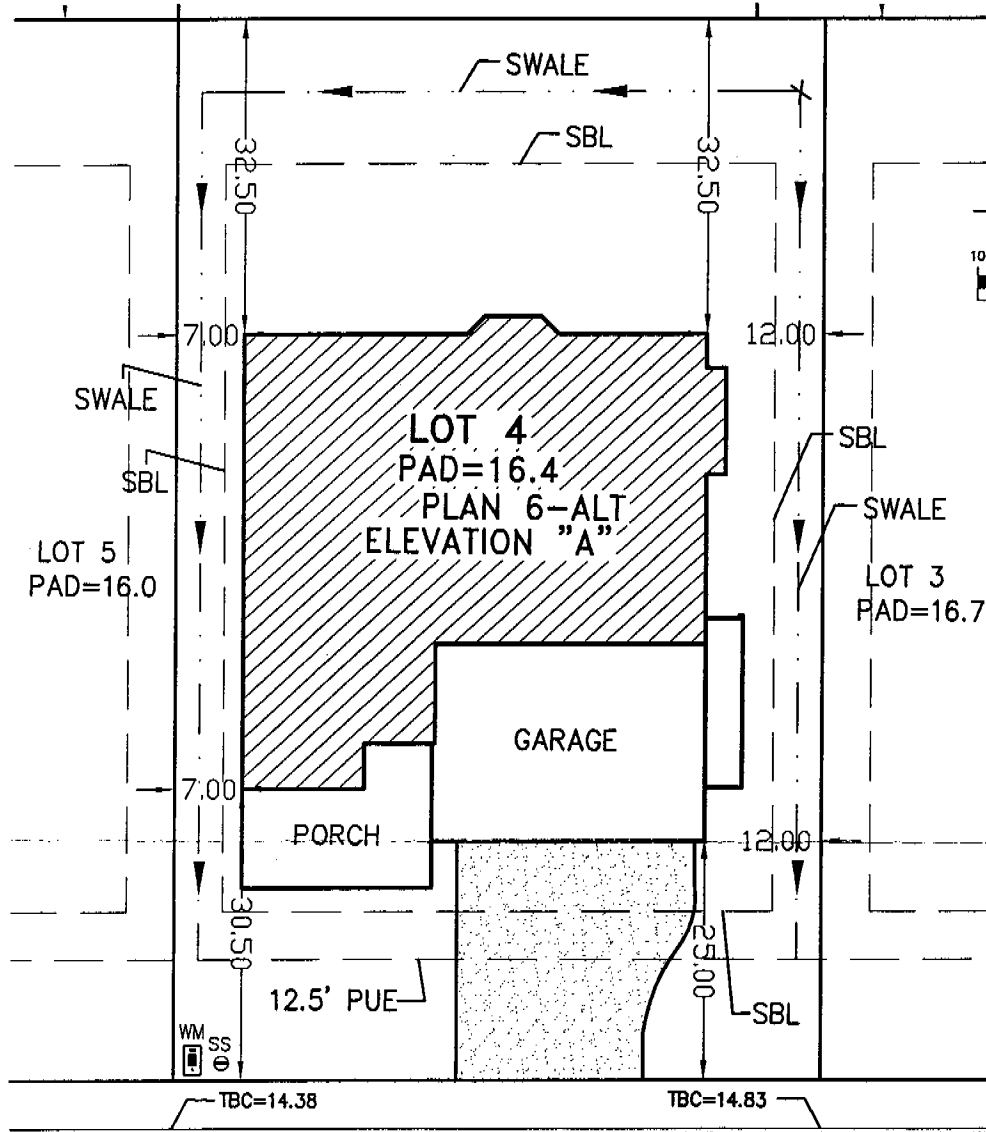 SWALE
SBL
32.50
32.50
10
7.00
12.00
SWALE
LOT 4
PAD=16.4
PLAN 6-ALT
ELEVATION "A"
SBL
SBL
SWALE
LOT 5
PAD=16.0
LOT 3
PAD=16.7
GARAGE
7.00
PORCH
12.00
30.50
25.00
12.5' PUE
SBL
WM
SS
TBC=14.38
TBC=14.83